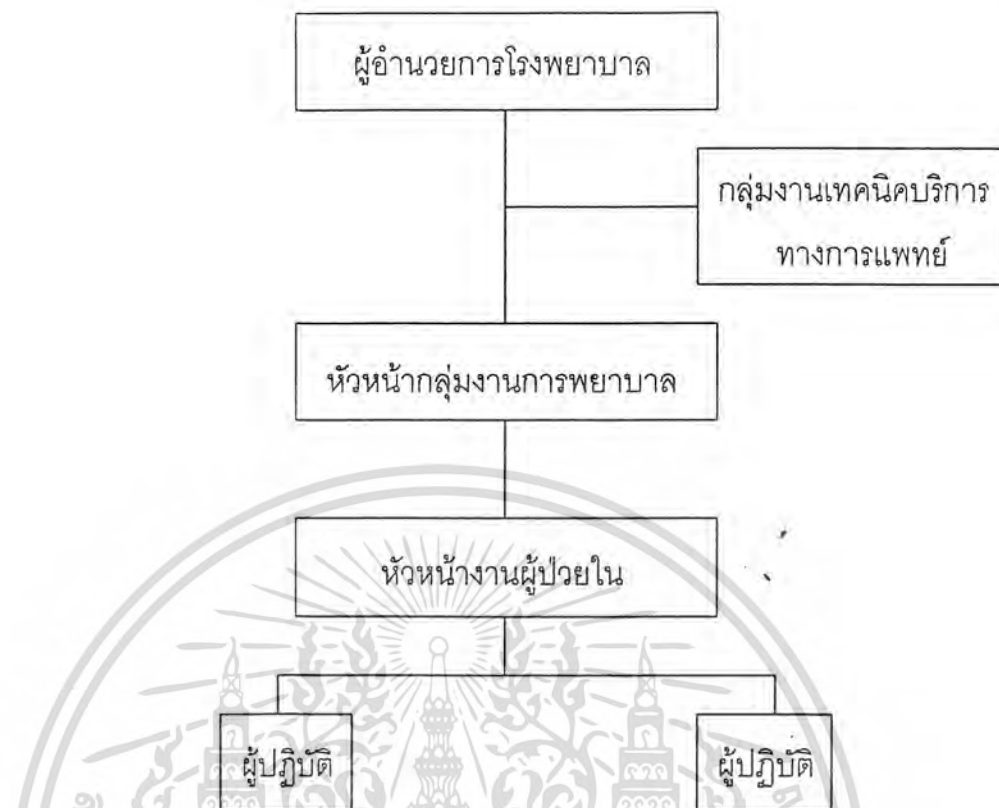 ผู้อำนวยการโรงพยาบาล
กลุ่มงานเทคนิคบริการ
ทางการแพทย์
หัวหน้ากลุ่มงานการพยาบาล
หัวหน้างานผู้ป่วยใน
ผู้ปฏิบัติ
ผู้ปฏิบัติ